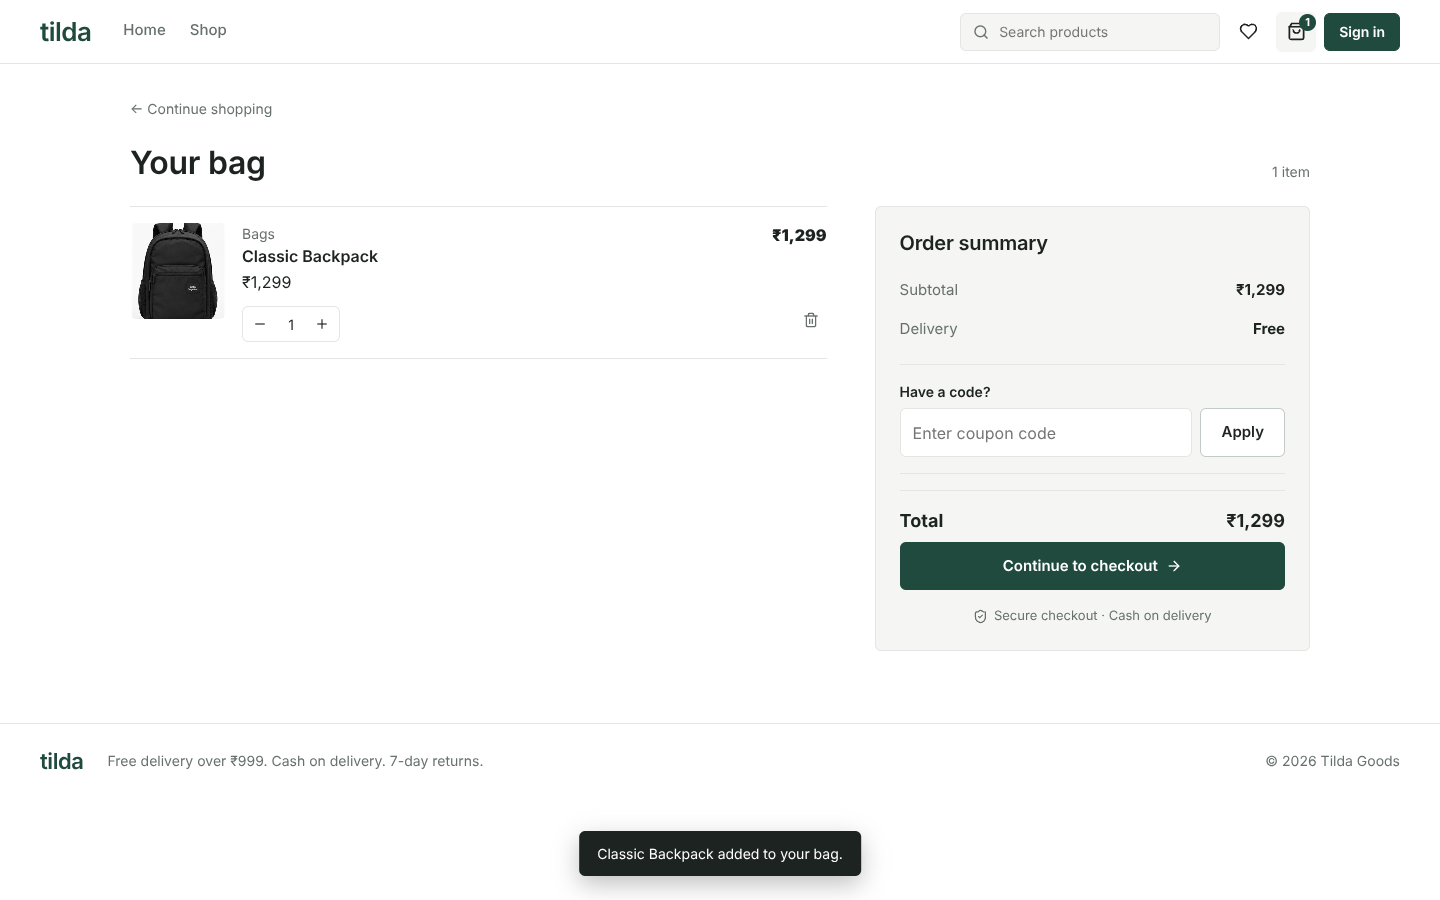 tilda
Home
Shop
Search products
1
Sign in
← Continue shopping
Your bag
1 item
Bags
Classic Backpack
₹1,299
₹1,299
− 1 +
Order summary
Subtotal ₹1,299
Delivery Free
Have a code?
Enter coupon code
Apply
Total ₹1,299
Continue to checkout →
Secure checkout · Cash on delivery
tilda
Free delivery over ₹999. Cash on delivery. 7-day returns.
© 2026 Tilda Goods
Classic Backpack added to your bag.